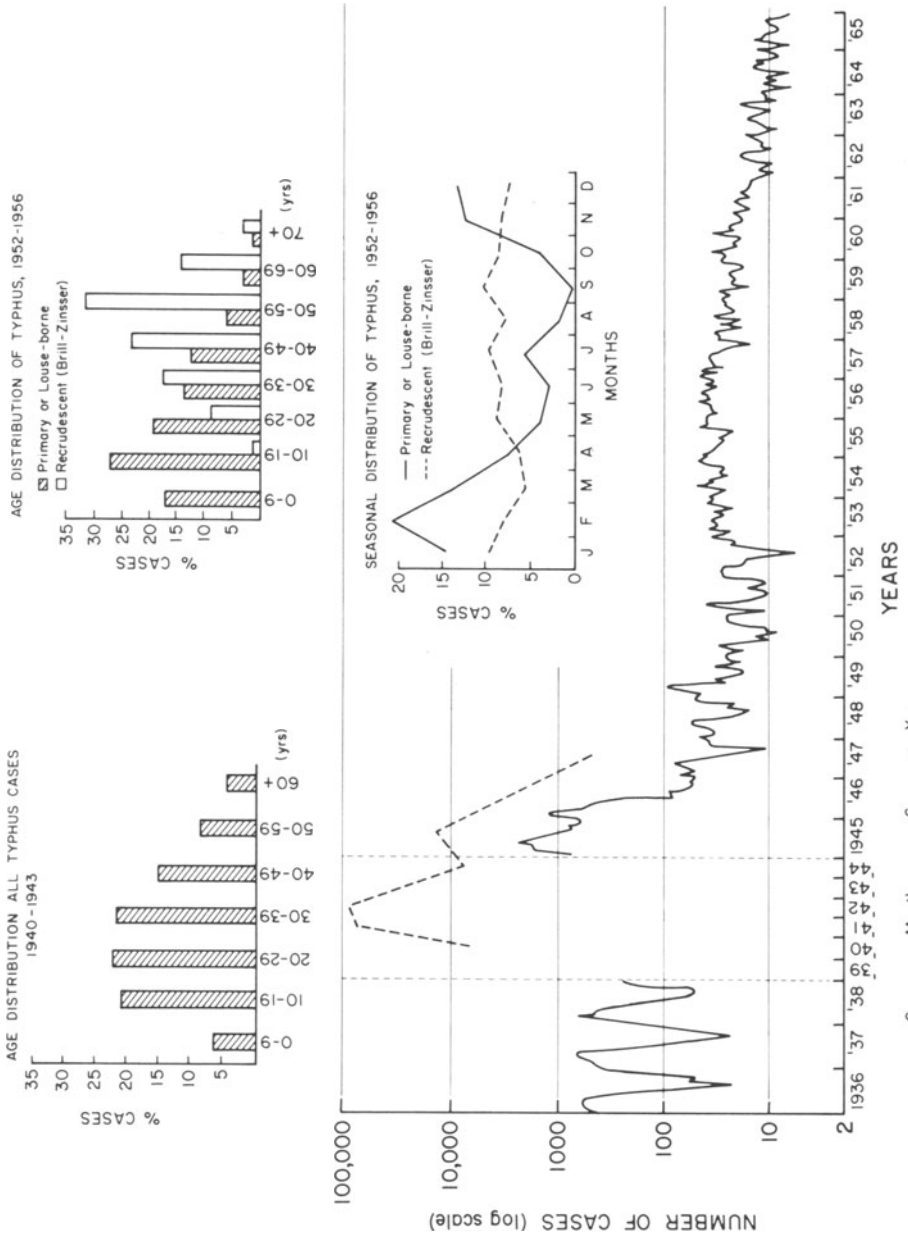 AGE DISTRIBUTION ALL TYPHUS CASES
1940-1943
% CASES
35
30
25
20
15
10
5
0-9
10-19
20-29
30-39
40-49
50-59
60+
(yrs)
AGE DISTRIBUTION OF TYPHUS, 1952-1956
Primary or Louse-borne
Recrudescent (Brill-Zinsser)
% CASES
35
30
25
20
15
10
5
0-9
10-19
20-29
30-39
40-49
50-59
60-69
70+
(yrs)
SEASONAL DISTRIBUTION OF TYPHUS, 1952-1956
Primary or Louse-borne
Recrudescent (Brill-Zinsser)
% CASES
20
15
10
5
0
J F M A M J J A S O N D
MONTHS
NUMBER OF CASES (log scale)
100,000
10,000
1000
100
10
2
1936 '37 '38 '39 '40 '41 '42 '43 '44 1945 '46 '47 '48 '49 '50 '51 '52 '53 '54 '55 '56 '57 '58 '59 '60 '61 '62 '63 '64 '65
YEARS